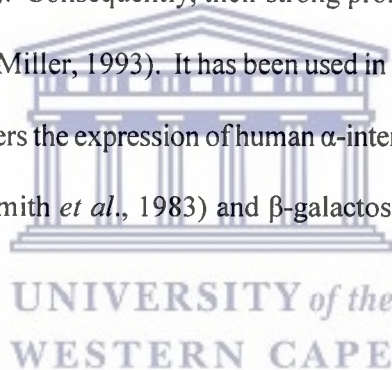 Consequently, their strong pro
Miller, 1993). It has been used in
ers the expression of human α-inter
mith et al., 1983) and β-galactos
UNIVERSITY of the
WESTERN CAPE